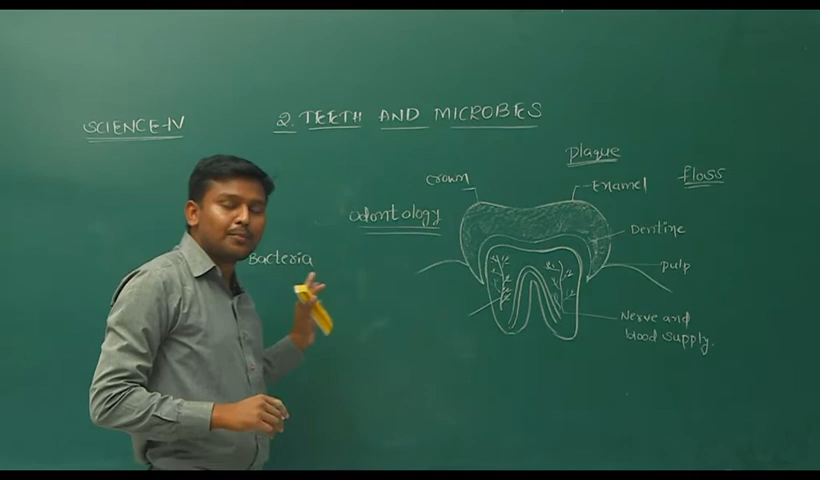 SCIENCE-IV
2. TEETH AND MICROBES
plaque
floss
crown
Enamel
odontology
Dentine
Bacteria
pulp
Nerve and
blood supply.